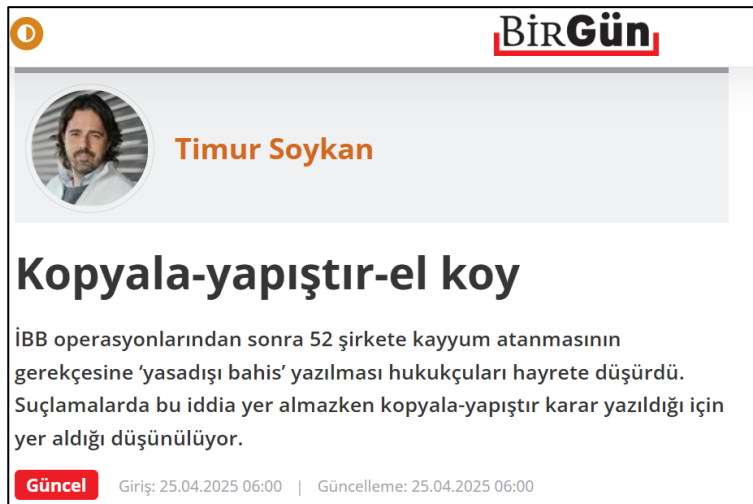 BİRGün
Timur Soykan
Kopyala-yapıştır-el koy
İBB operasyonlarından sonra 52 şirkete kayyum atanmasının
gerekçesine ‘yasadışı bahis’ yazılması hukukçuları hayrete düşürdü.
Suçlamalarda bu iddia yer almazken kopyala-yapıştır karar yazıldığı için
yer aldığı düşünülüyor.
Güncel Giriş: 25.04.2025 06:00 | Güncelleme: 25.04.2025 06:00